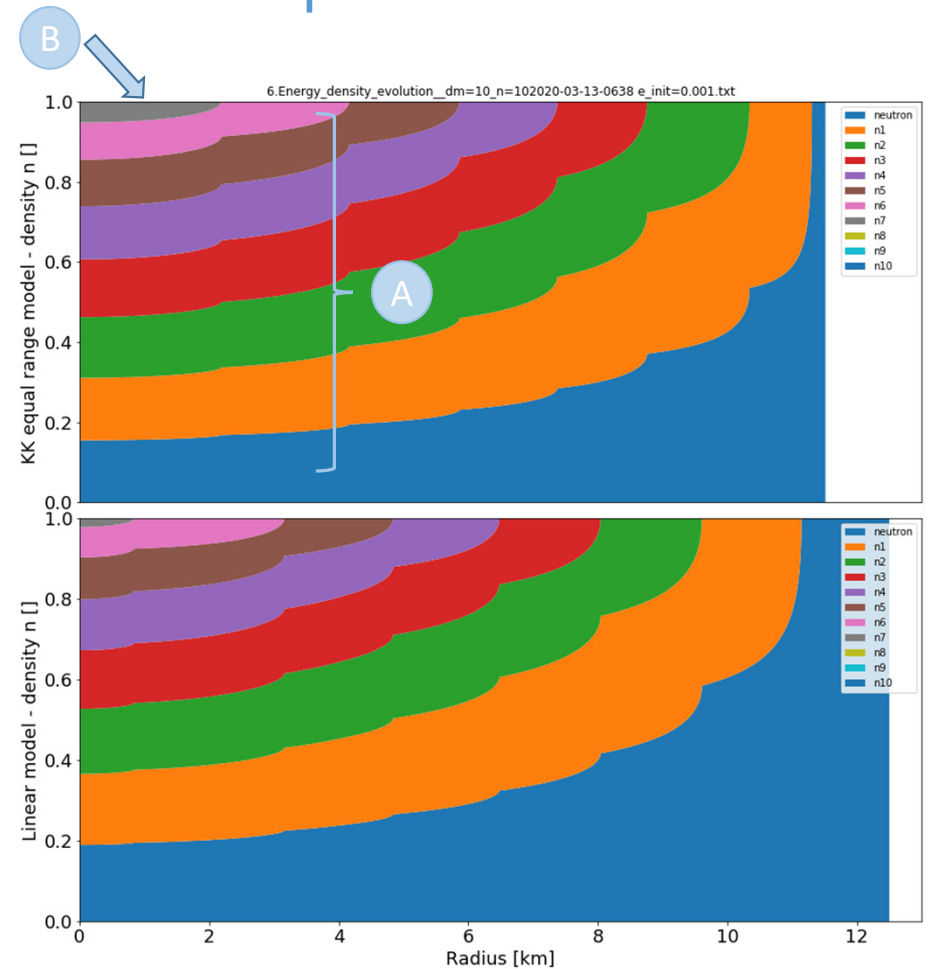 B
6.Energy_density_evolution__dm=10_n=102020-03-13-0638 e_init=0.001.txt
KK equal range model - density n []
1.0
0.8
0.6
0.4
0.2
0.0
A
neutron
n1
n2
n3
n4
n5
n6
n7
n8
n9
n10
Linear model - density n []
1.0
0.8
0.6
0.4
0.2
0.0
neutron
n1
n2
n3
n4
n5
n6
n7
n8
n9
n10
0 2 4 6 8 10 12
Radius [km]